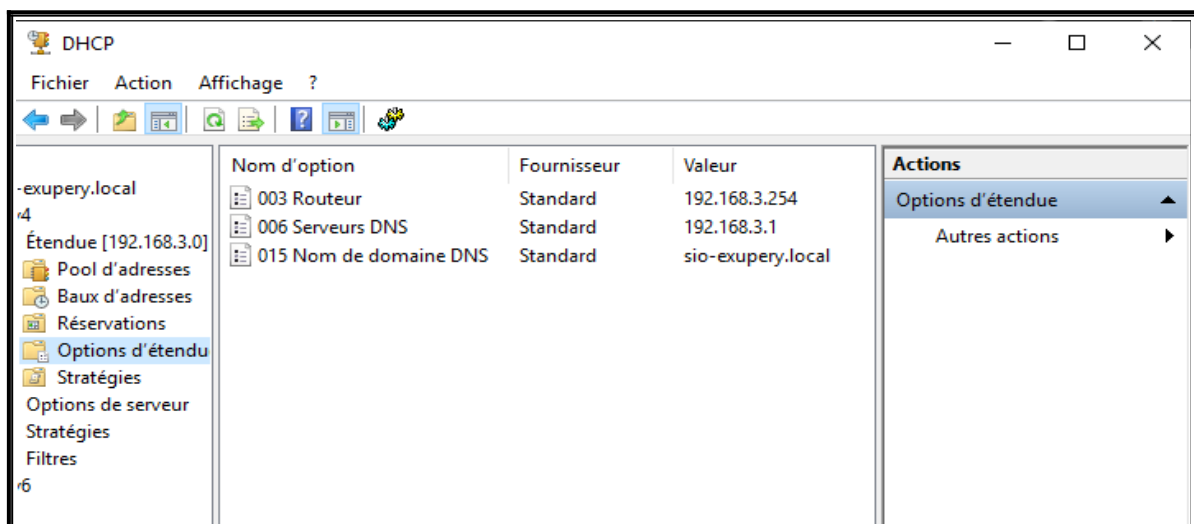 DHCP
Fichier Action Affichage ?
-exupery.local
v4
Étendue [192.168.3.0]
Pool d'adresses
Baux d'adresses
Réservations
Options d'étendu
Stratégies
Options de serveur
Stratégies
Filtres
v6
Nom d'option Fournisseur Valeur
003 Routeur Standard 192.168.3.254
006 Serveurs DNS Standard 192.168.3.1
015 Nom de domaine DNS Standard sio-exupery.local
Actions
Options d'étendue
Autres actions